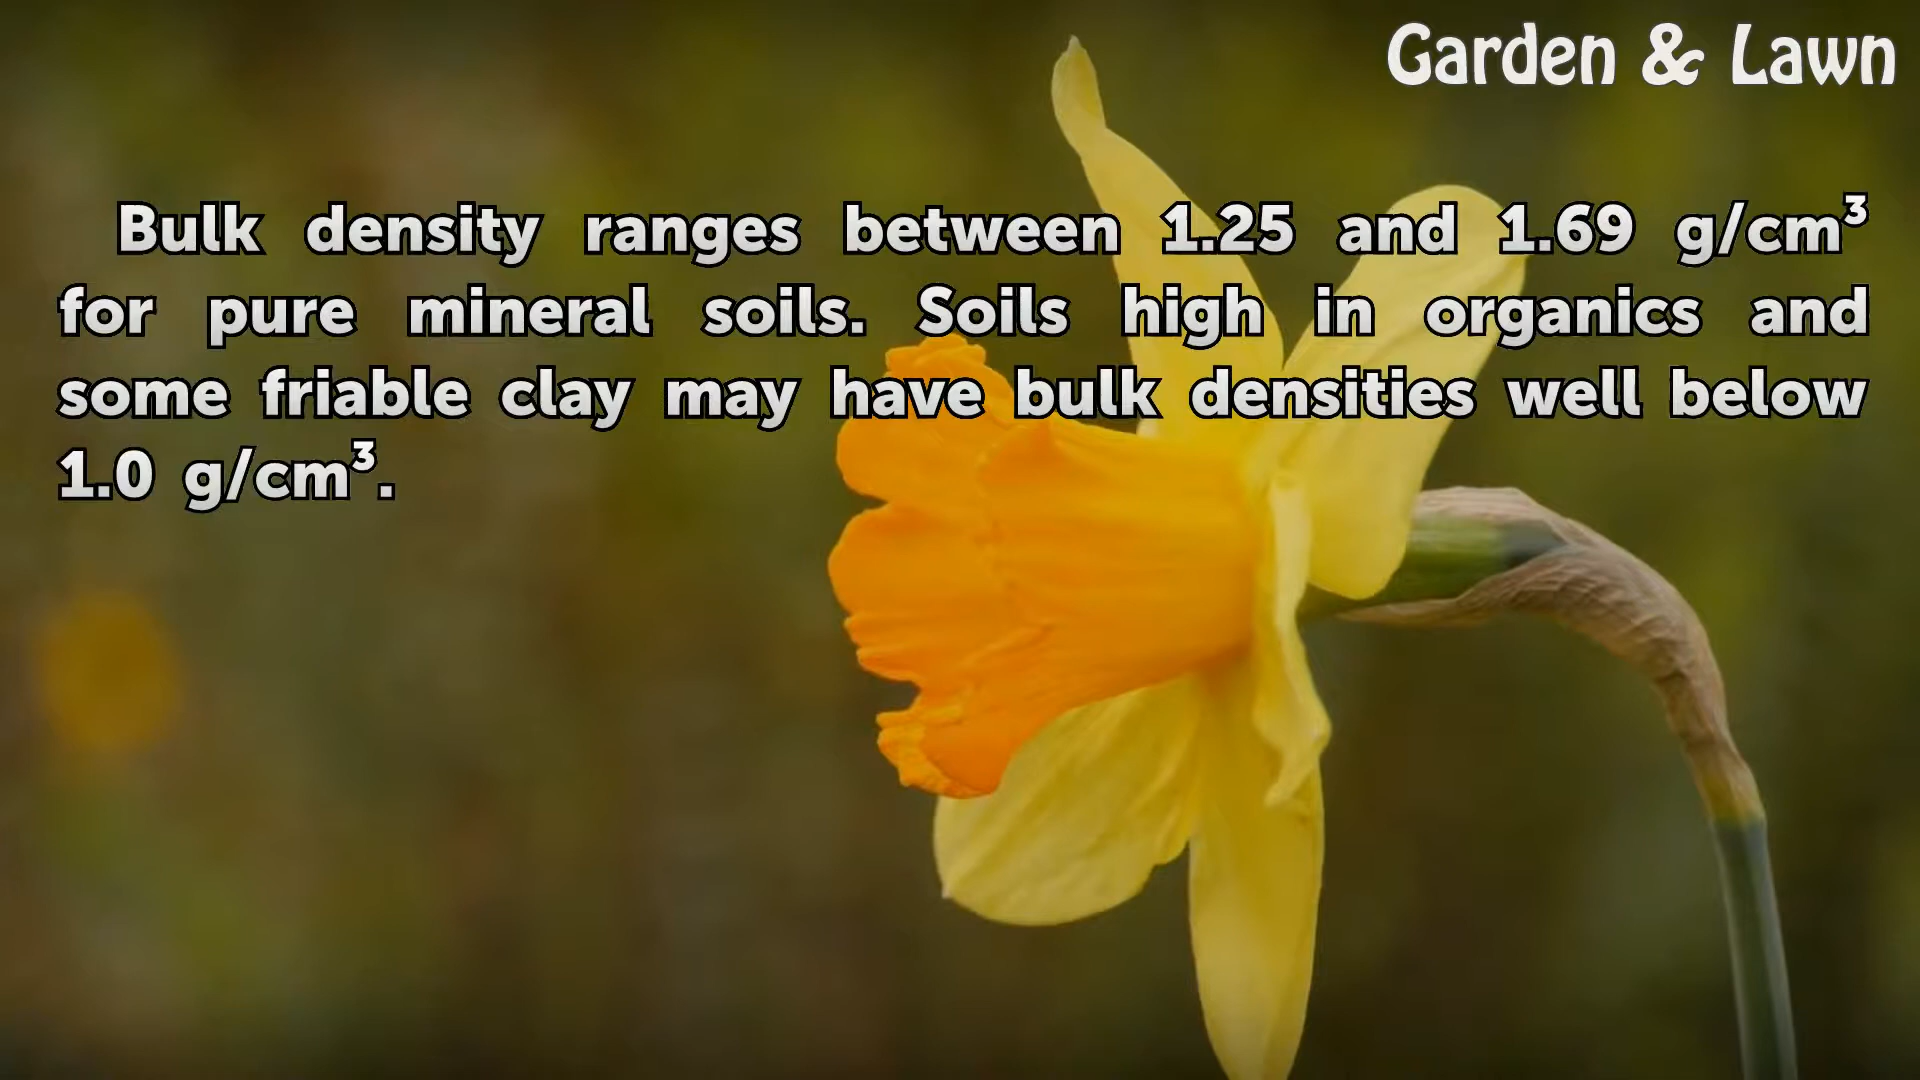 Garden & Lawn
Bulk density ranges between 1.25 and 1.69 g/cm³
for pure mineral soils. Soils high in organics and
some friable clay may have bulk densities well below
1.0 g/cm³.